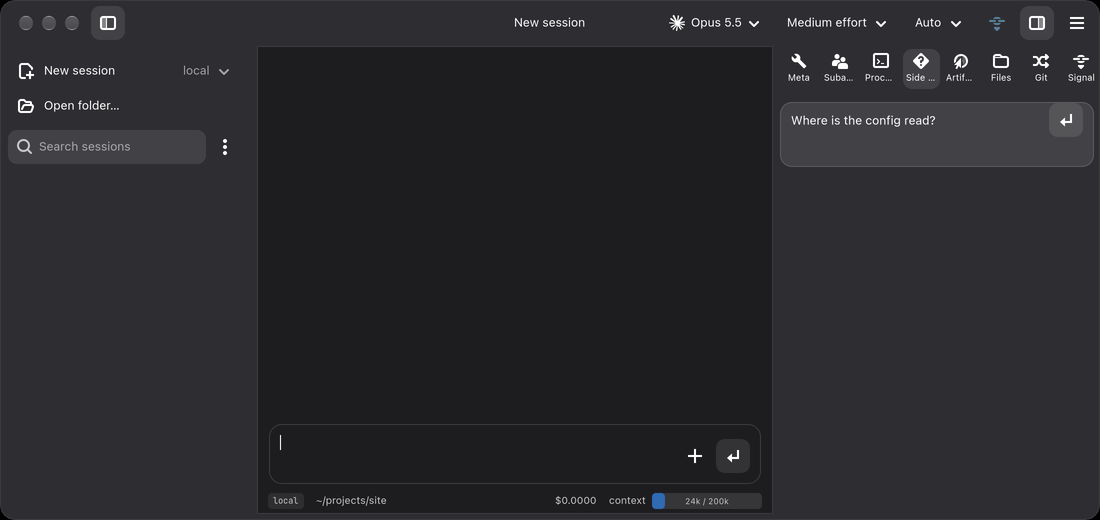 New session
Opus 5.5
Medium effort
Auto
New session
local
Open folder...
Search sessions
Meta
Suba...
Proc...
Side ...
Artif...
Files
Git
Signal
Where is the config read?
local
~/projects/site
$0.0000
context
24k / 200k